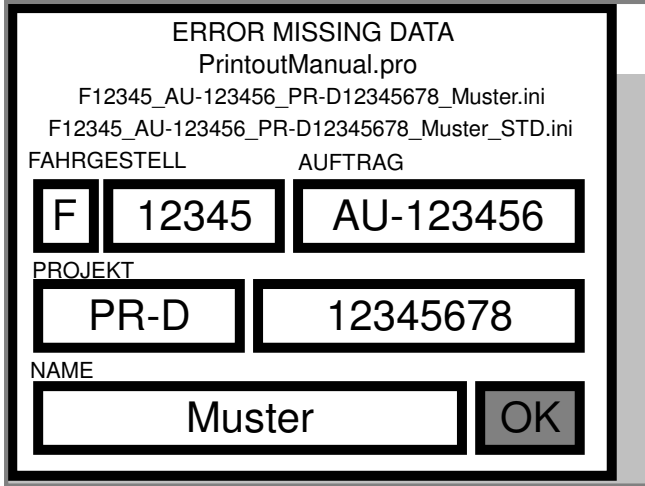 ERROR MISSING DATA
PrintoutManual.pro
F12345_AU-123456_PR-D12345678_Muster.ini
F12345_AU-123456_PR-D12345678_Muster_STD.ini
FAHRGESTELL AUFTRAG
F 12345 AU-123456
PROJEKT
PR-D 12345678
NAME
Muster OK